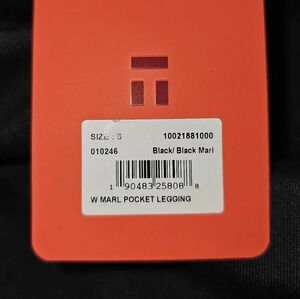 SIZE : S 10021881000
010246 Black/ Black Marl
1 90483 25808 8
W MARL POCKET LEGGING